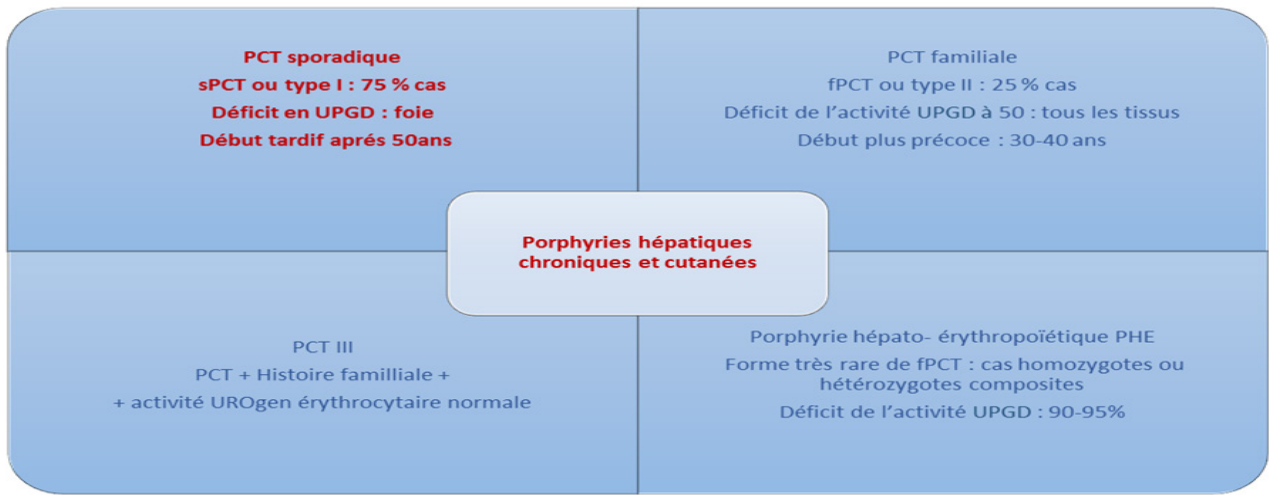 PCT sporadique
sPCT ou type I : 75 % cas
Déficit en UPGD : foie
Début tardif aprés 50ans
PCT familiale
fPCT ou type II : 25 % cas
Déficit de l'activité UPGD à 50 : tous les tissus
Début plus précoce : 30-40 ans
Porphyries hépatiques
chroniques et cutanées
PCT III
PCT + Histoire familliale +
+ activité UROgen érythrocytaire normale
Porphyrie hépato- érythropoïétique PHE
Forme très rare de fPCT : cas homozygotes ou
hétérozygotes composites
Déficit de l'activité UPGD : 90-95%